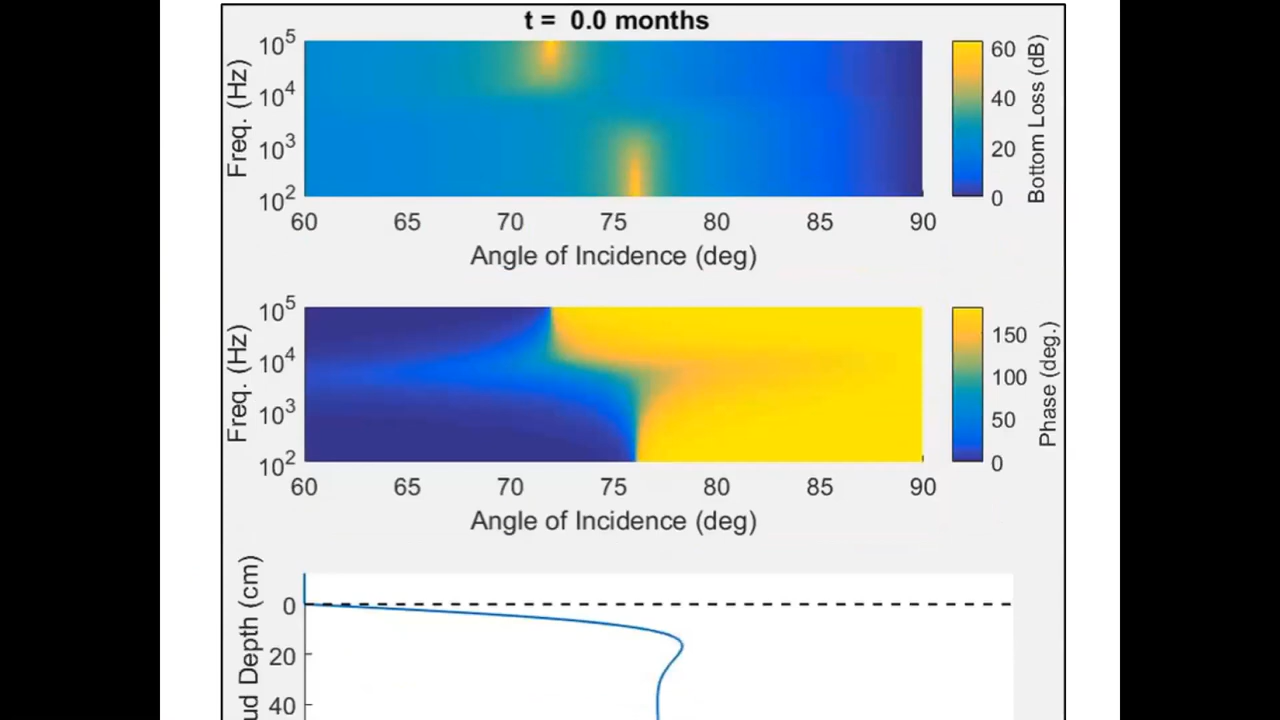 t = 0.0 months
10^5
10^4
10^3
10^2
Freq. (Hz)
60 65 70 75 80 85 90
Angle of Incidence (deg)
60
40
20
0
Bottom Loss (dB)
10^5
10^4
10^3
10^2
Freq. (Hz)
60 65 70 75 80 85 90
Angle of Incidence (deg)
150
100
50
0
Phase (deg.)
0
20
40
Depth (cm)